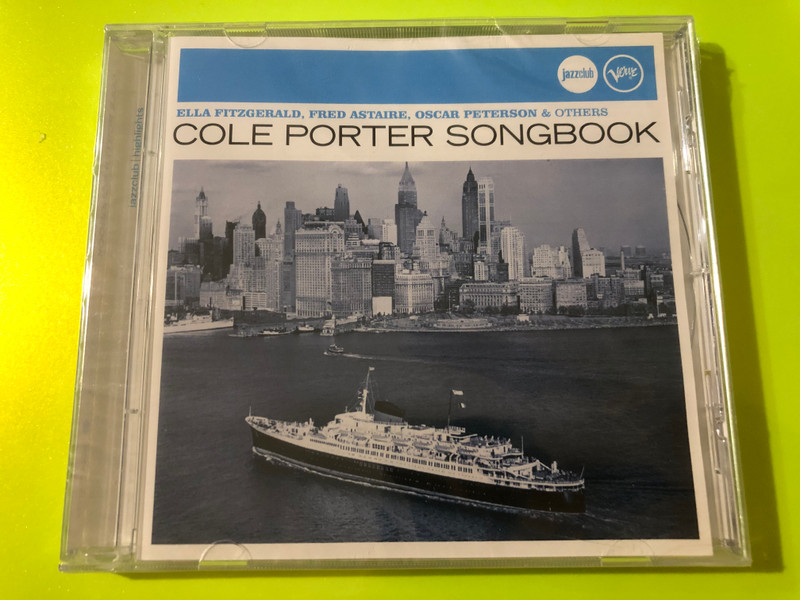 jazzclub
VERVE
ELLA FITZGERALD, FRED ASTAIRE, OSCAR PETERSON & OTHERS
COLE PORTER SONGBOOK
jazzclub | highlights